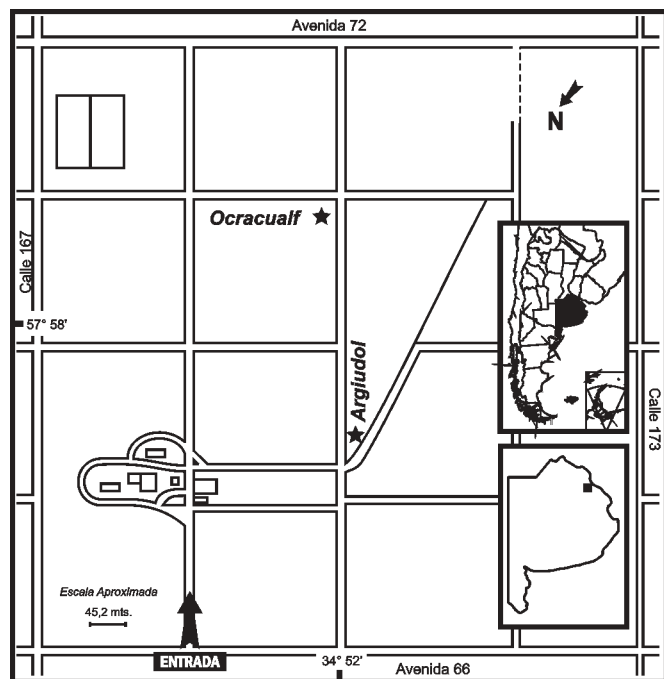 Avenida 72
N
Ocracualf
Calle 167
57° 58'
Argiudol
Calle 173
Escala Aproximada
45,2 mts.
ENTRADA
34° 52'
Avenida 66